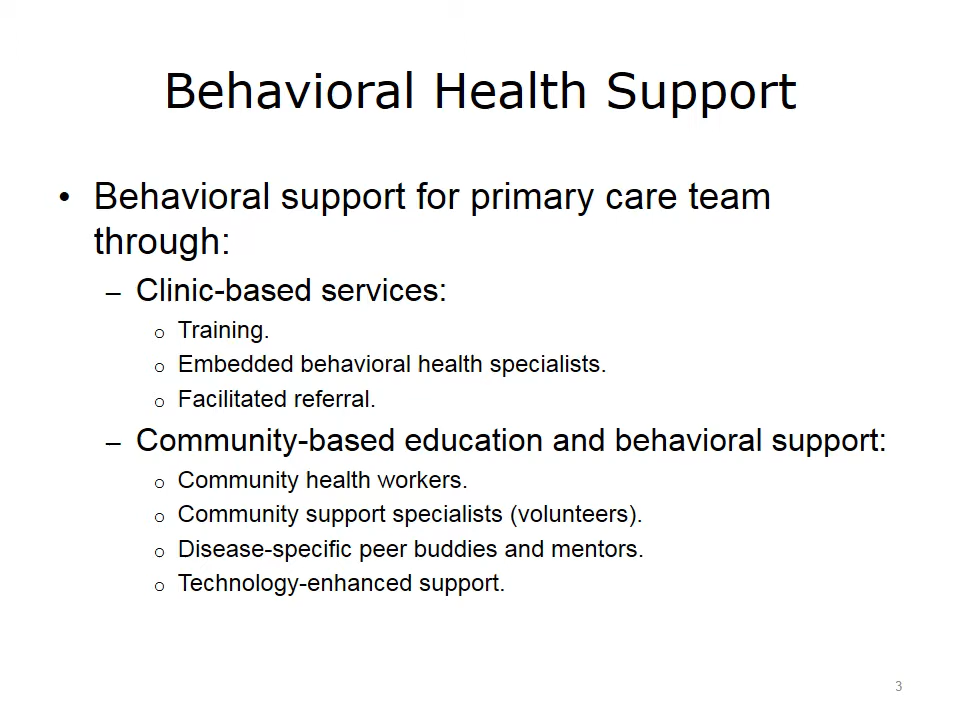 Behavioral Health Support
• Behavioral support for primary care team
through:
– Clinic-based services:
o Training.
o Embedded behavioral health specialists.
o Facilitated referral.
– Community-based education and behavioral support:
o Community health workers.
o Community support specialists (volunteers).
o Disease-specific peer buddies and mentors.
o Technology-enhanced support.
3